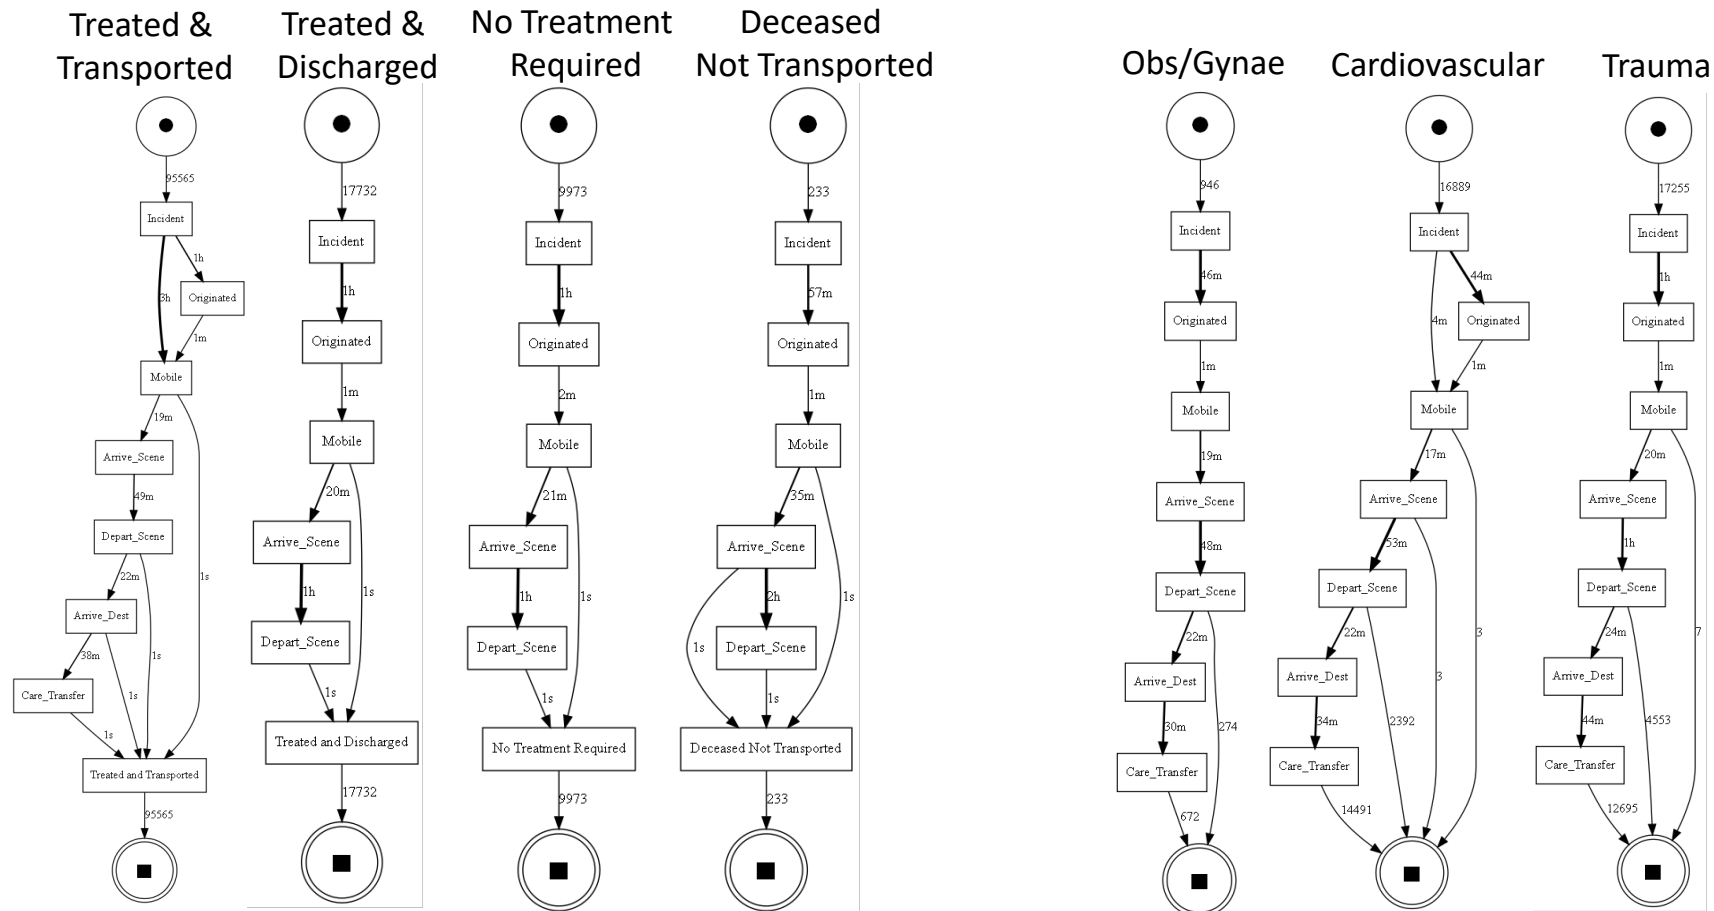 Treated &
Transported
95565
Incident
1h
3h
Originated
1m
Mobile
19m
Arrive_Scene
49m
Depart_Scene
1s
22m
Arrive_Dest
1s
38m
Care_Transfer
1s
1s
Treated and Transported
95565
Treated &
Discharged
17732
Incident
1h
Originated
1m
Mobile
20m
Arrive_Scene
1h
1s
Depart_Scene
1s
Treated and Discharged
17732
No Treatment
Required
9973
Incident
1h
Originated
2m
Mobile
21m
Arrive_Scene
1h
1s
Depart_Scene
1s
No Treatment Required
9973
Deceased
Not Transported
233
Incident
57m
Originated
1m
Mobile
35m
Arrive_Scene
2h
1s
1s
Depart_Scene
1s
Deceased Not Transported
233
Obs/Gynae
946
Incident
46m
Originated
1m
Mobile
19m
Arrive_Scene
48m
Depart_Scene
22m
Arrive_Dest
30m
274
Care_Transfer
672
Cardiovascular
16889
Incident
44m
4m
Originated
1m
Mobile
17m
Arrive_Scene
53m
Depart_Scene
22m
3
Arrive_Dest
3
34m
2392
Care_Transfer
14491
Trauma
17255
Incident
1h
Originated
1m
Mobile
20m
Arrive_Scene
1h
Depart_Scene
24m
7
Arrive_Dest
44m
4553
Care_Transfer
12695